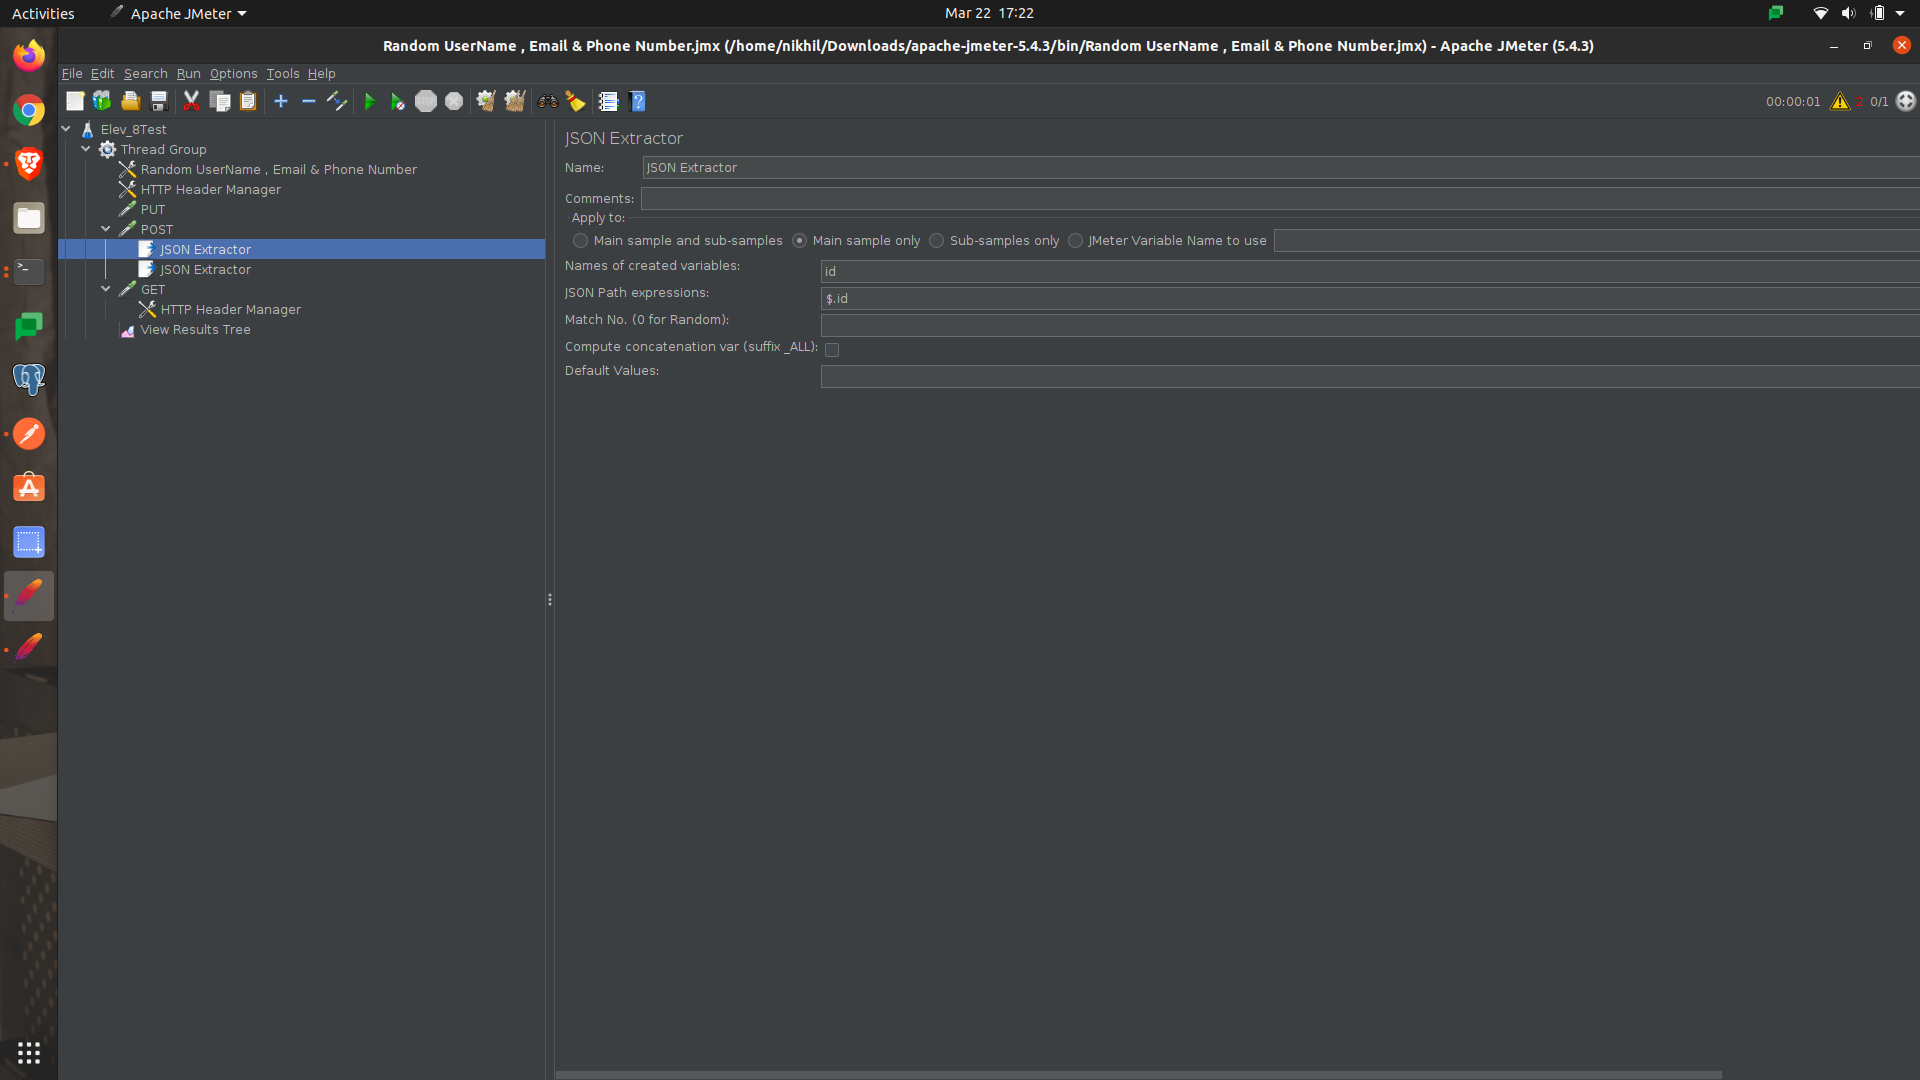 Activities Apache JMeter Mar 22 17:22
Random UserName , Email & Phone Number.jmx (/home/nikhil/Downloads/apache-jmeter-5.4.3/bin/Random UserName , Email & Phone Number.jmx) - Apache JMeter (5.4.3)
File Edit Search Run Options Tools Help
STOP 00:00:01 2 0/1
Elev_8Test
Thread Group
Random UserName , Email & Phone Number
HTTP Header Manager
PUT
POST
JSON Extractor
JSON Extractor
GET
HTTP Header Manager
View Results Tree
JSON Extractor
Name: JSON Extractor
Comments:
Apply to:
Main sample and sub-samples Main sample only Sub-samples only JMeter Variable Name to use
Names of created variables: id
JSON Path expressions: $.id
Match No. (0 for Random):
Compute concatenation var (suffix _ALL):
Default Values: